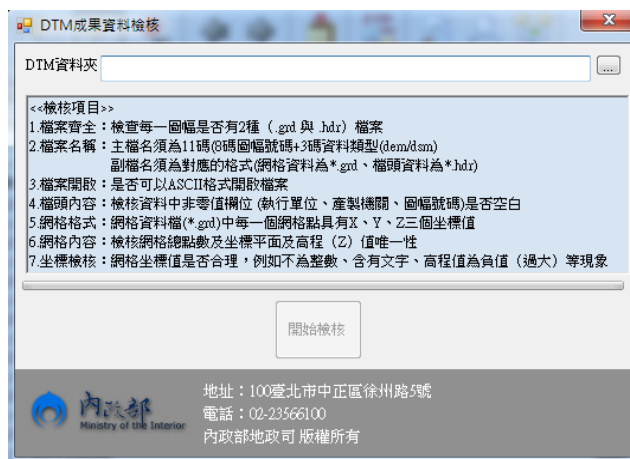 DTM成果資料檢核
DTM資料夾
...
<<檢核項目>>
1.檔案齊全：檢查每一圖幅是否有2種（.grd 與 .hdr）檔案
2.檔案名稱：主檔名須為11碼(8碼圖幅號碼+3碼資料類型(dem/dsm)
副檔名須為對應的格式(網格資料為*.grd、檔頭資料為*.hdr)
3.檔案開啟：是否可以ASCII格式開啟檔案
4.檔頭內容：檢核資料中非零值欄位 (執行單位、產製機關、圖幅號碼)是否空白
5.網格格式：網格資料檔(*.grd)中每一個網格點具有X、Y、Z三個坐標值
6.網格內容：檢核網格總點數及坐標平面及高程（Z）值唯一性
7.坐標檢核：網格坐標值是否合理，例如不為整數、含有文字、高程值為負值（過大）等現象
開始檢核
內政部
Ministry of the Interior
地址：100臺北市中正區徐州路5號
電話：02-23566100
內政部地政司 版權所有